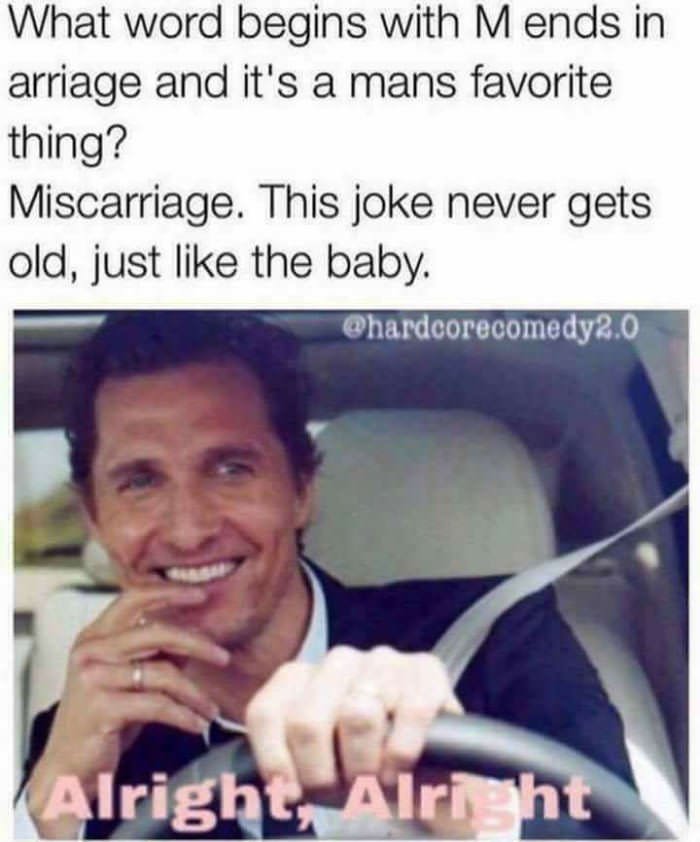 What word begins with M ends in
arriage and it's a mans favorite
thing?
Miscarriage. This joke never gets
old, just like the baby.
@hardcorecomedy2.0
Alright, Alright